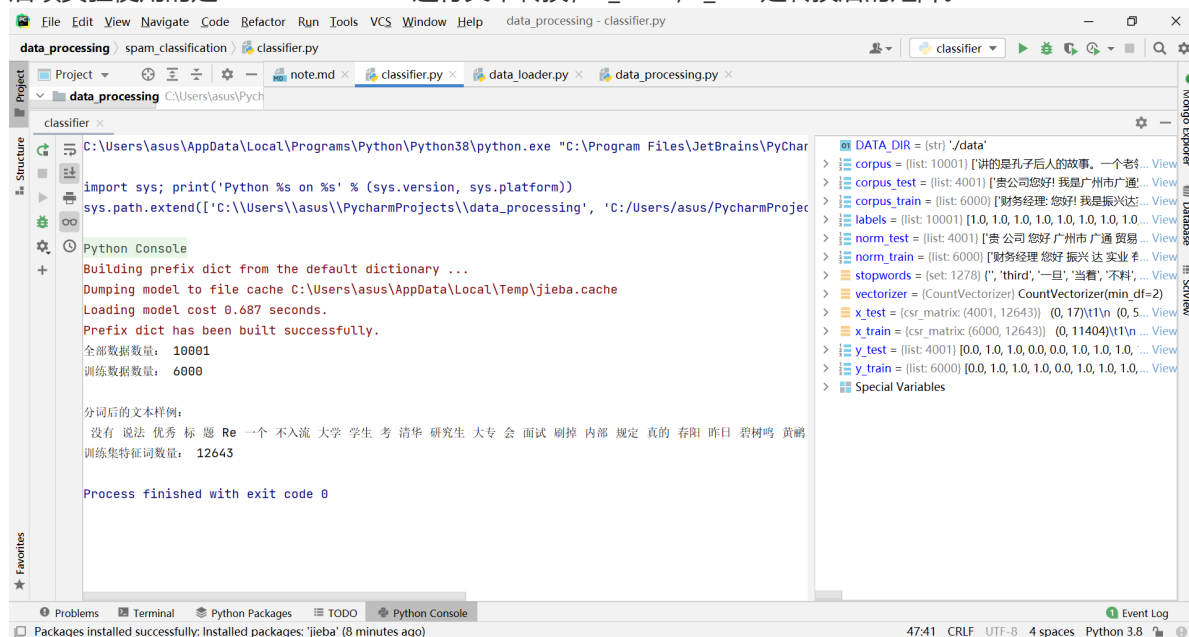 File Edit View Navigate Code Refactor Run Tools VCS Window Help data_processing - classifier.py
data_processing spam_classification classifier.py classifier
Project note.md classifier.py data_loader.py data_processing.py
data_processing C:\Users\asus\Pych
classifier
C:\Users\asus\AppData\Local\Programs\Python\Python38\python.exe "C:\Program Files\JetBrains\PyChar
import sys; print('Python %s on %s' % (sys.version, sys.platform))
sys.path.extend(['C:\\Users\\asus\\PycharmProjects\\data_processing', 'C:/Users/asus/PycharmProjec
Python Console
Building prefix dict from the default dictionary ...
Dumping model to file cache C:\Users\asus\AppData\Local\Temp\jieba.cache
Loading model cost 0.687 seconds.
Prefix dict has been built successfully.
全部数据数量： 10001
训练数据数量： 6000
分词后的文本样例：
没有 说法 优秀 标 题 Re 一个 不入流 大学 学生 考 清华 研究生 大专 会 面试 刷掉 内部 规定 真的 春阳 昨日 碧树鸣 黄鹂
训练集特征词数量： 12643
Process finished with exit code 0
DATA_DIR = {str} './data'
corpus = {list: 10001} ['讲的是孔子后人的故事。一个老... View
corpus_test = {list: 4001} ['贵公司您好! 我是广州市广通... View
corpus_train = {list: 6000} ['财务经理: 您好! 我是振兴达... View
labels = {list: 10001} [1.0, 1.0, 1.0, 1.0, 1.0, 1.0, 1.0, 1.0,... View
norm_test = {list: 4001} ['贵 公司 您好 广州市 广通 贸易... View
norm_train = {list: 6000} ['财务经理 您好 振兴 达 实业 ... View
stopwords = {set: 1278} {'', 'third', '一旦', '当着', '不料',... View
vectorizer = {CountVectorizer} CountVectorizer(min_df=2)
x_test = {csr_matrix: (4001, 12643)} (0, 17)\t1\n (0, 5... View
x_train = {csr_matrix: (6000, 12643)} (0, 11404)\t1\n ... View
y_test = {list: 4001} [0.0, 1.0, 1.0, 0.0, 0.0, 1.0, 1.0, 1.0, ... View
y_train = {list: 6000} [0.0, 1.0, 1.0, 1.0, 0.0, 1.0, 1.0, 1.0,... View
Special Variables
Project
Structure
Favorites
Mongo Explorer
Database
SciView
Problems Terminal Python Packages TODO Python Console 1 Event Log
Packages installed successfully: Installed packages: 'jieba' (8 minutes ago) 47:41 CRLF UTF-8 4 spaces Python 3.8